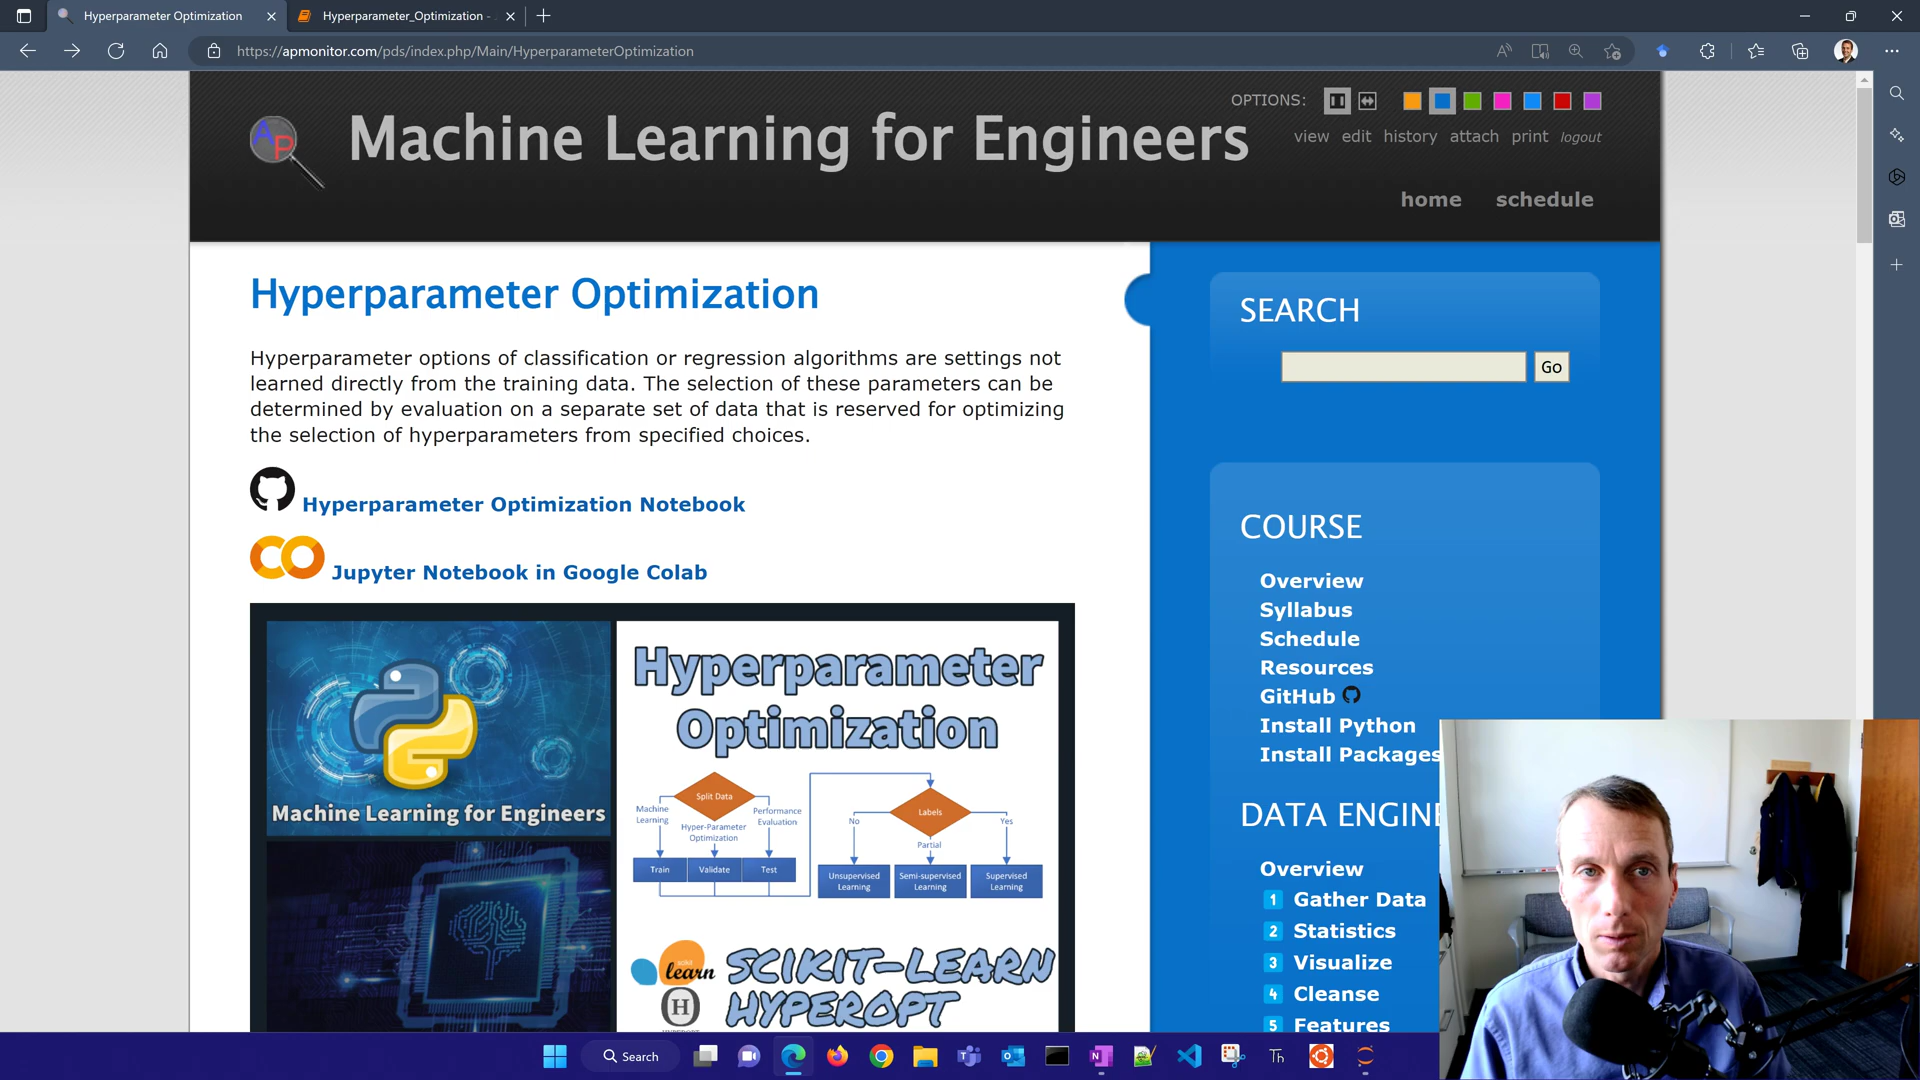 Hyperparameter Optimization
Hyperparameter_Optimization -
https://apmonitor.com/pds/index.php/Main/HyperparameterOptimization
OPTIONS:
Machine Learning for Engineers
view edit history attach print logout
home schedule
Hyperparameter Optimization
Hyperparameter options of classification or regression algorithms are settings not
learned directly from the training data. The selection of these parameters can be
determined by evaluation on a separate set of data that is reserved for optimizing
the selection of hyperparameters from specified choices.
Hyperparameter Optimization Notebook
Jupyter Notebook in Google Colab
Machine Learning for Engineers
Hyperparameter
Optimization
Split Data
Machine
Learning
Hyper-Parameter
Optimization
Performance
Evaluation
Train
Validate
Test
Labels
No
Partial
Yes
Unsupervised
Learning
Semi-supervised
Learning
Supervised
Learning
scikit
learn
SCIKIT-LEARN
H
HYPEROPT
SEARCH
Go
COURSE
Overview
Syllabus
Schedule
Resources
GitHub
Install Python
Install Packages
DATA ENGINE
Overview
1 Gather Data
2 Statistics
3 Visualize
4 Cleanse
5 Features
Search
Th